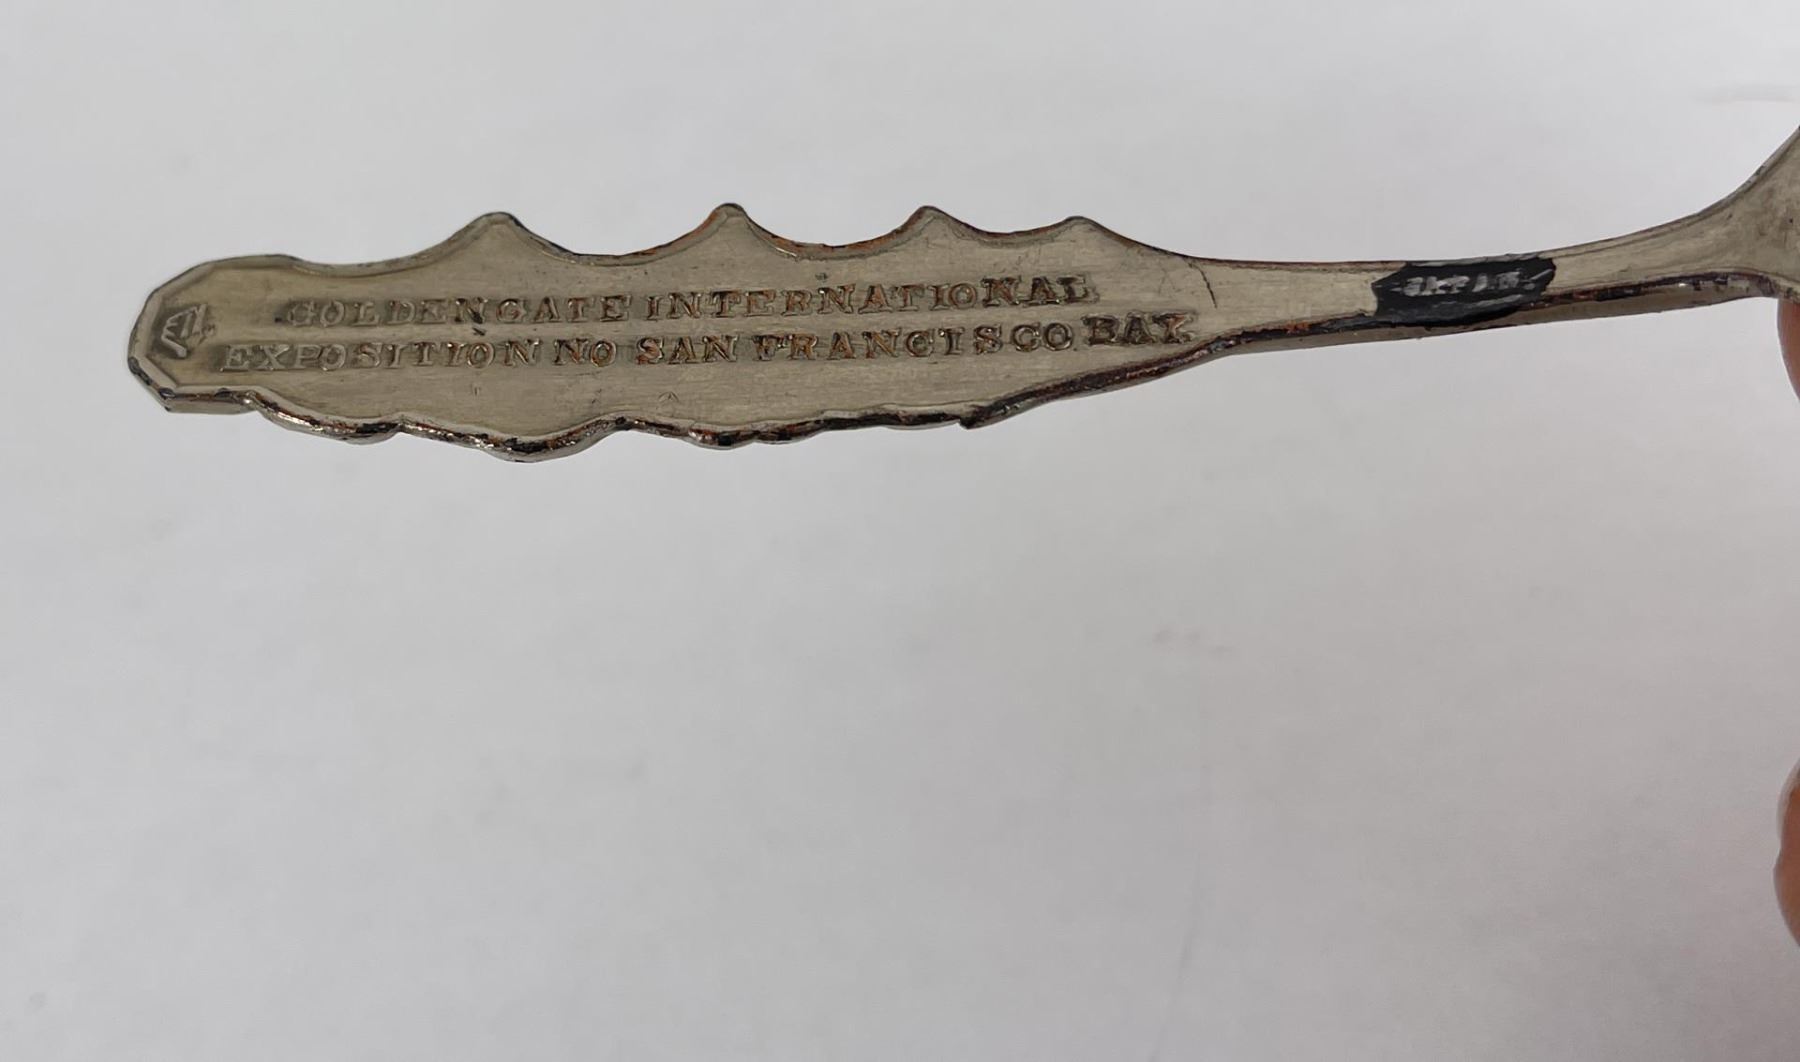 GOLDENGATE INTERNATIONAL
EXPOSITION NO SAN FRANCISCO BAY.